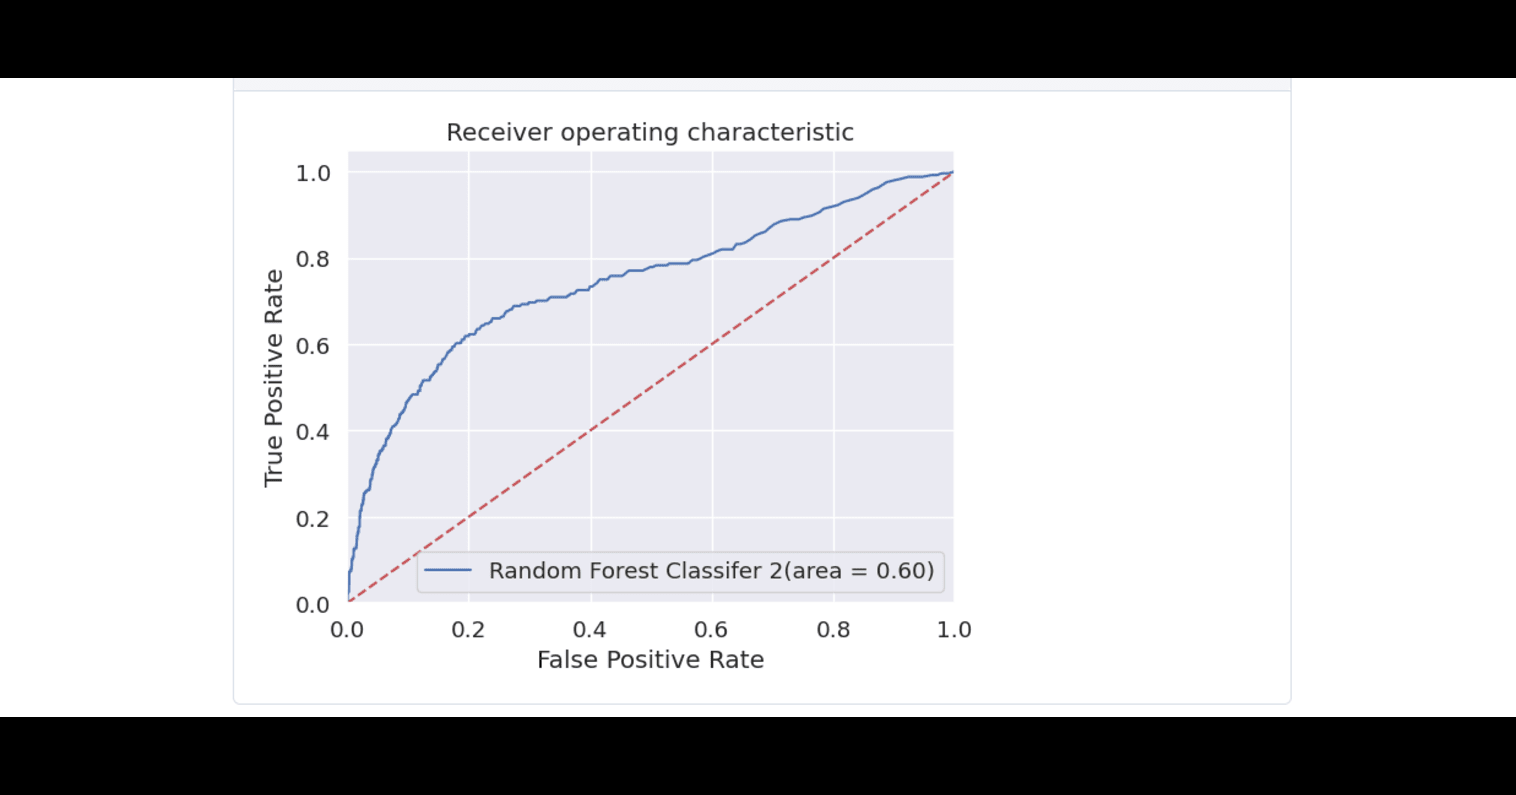 Receiver operating characteristic
1.0
0.8
0.6
0.4
0.2
0.0
True Positive Rate
Random Forest Classifer 2(area = 0.60)
0.0 0.2 0.4 0.6 0.8 1.0
False Positive Rate